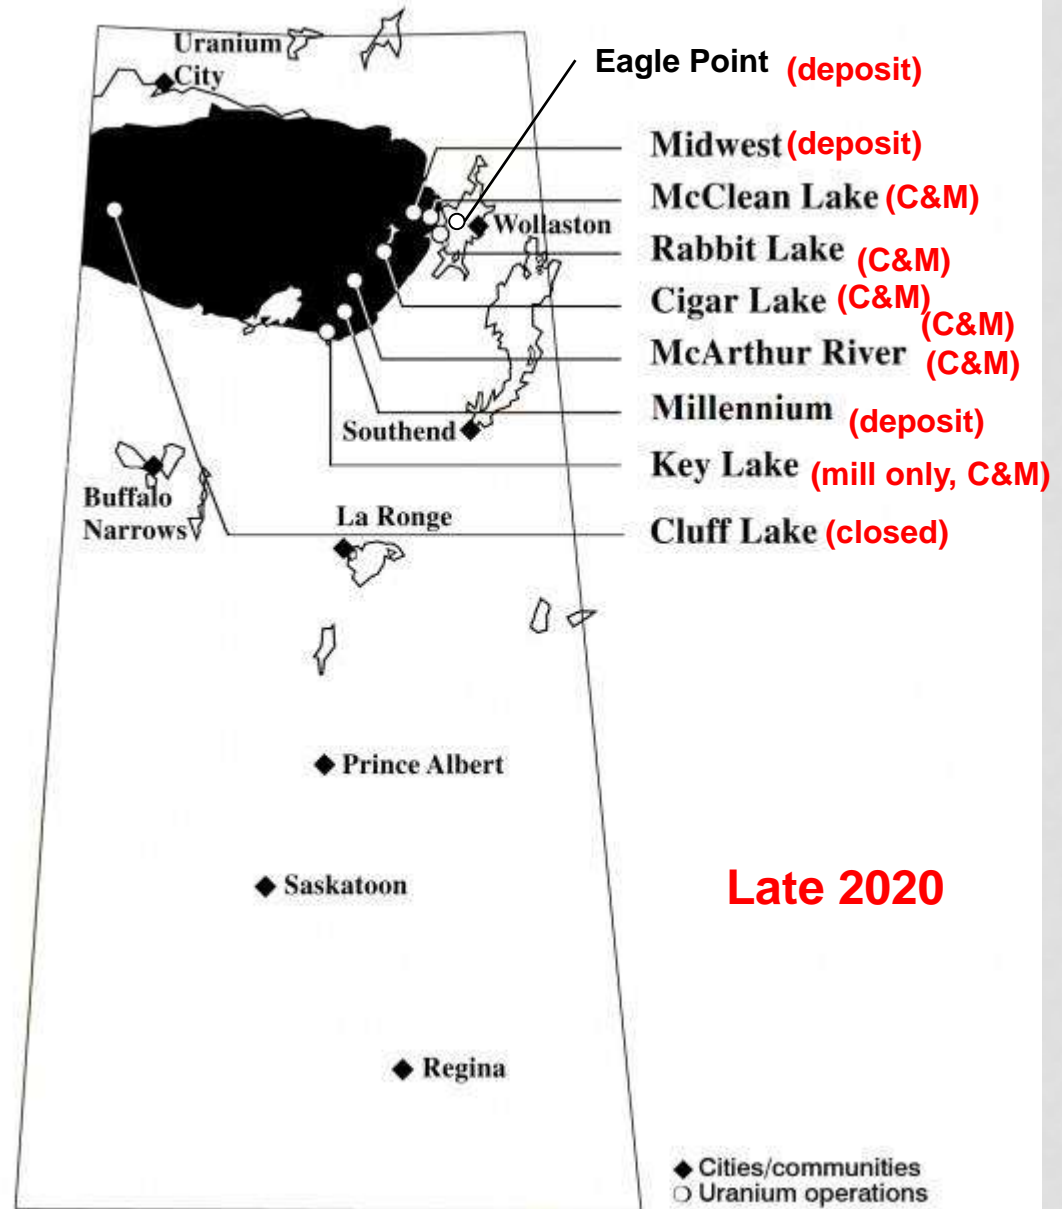 Uranium
City
Eagle Point (deposit)
Midwest (deposit)
McClean Lake (C&M)
Wollaston
Rabbit Lake (C&M)
Cigar Lake (C&M)
(C&M)
McArthur River (C&M)
Millennium (deposit)
Southend
Key Lake (mill only, C&M)
Buffalo
Narrows
La Ronge
Cluff Lake (closed)
Prince Albert
Saskatoon
Late 2020
Regina
Cities/communities
Uranium operations